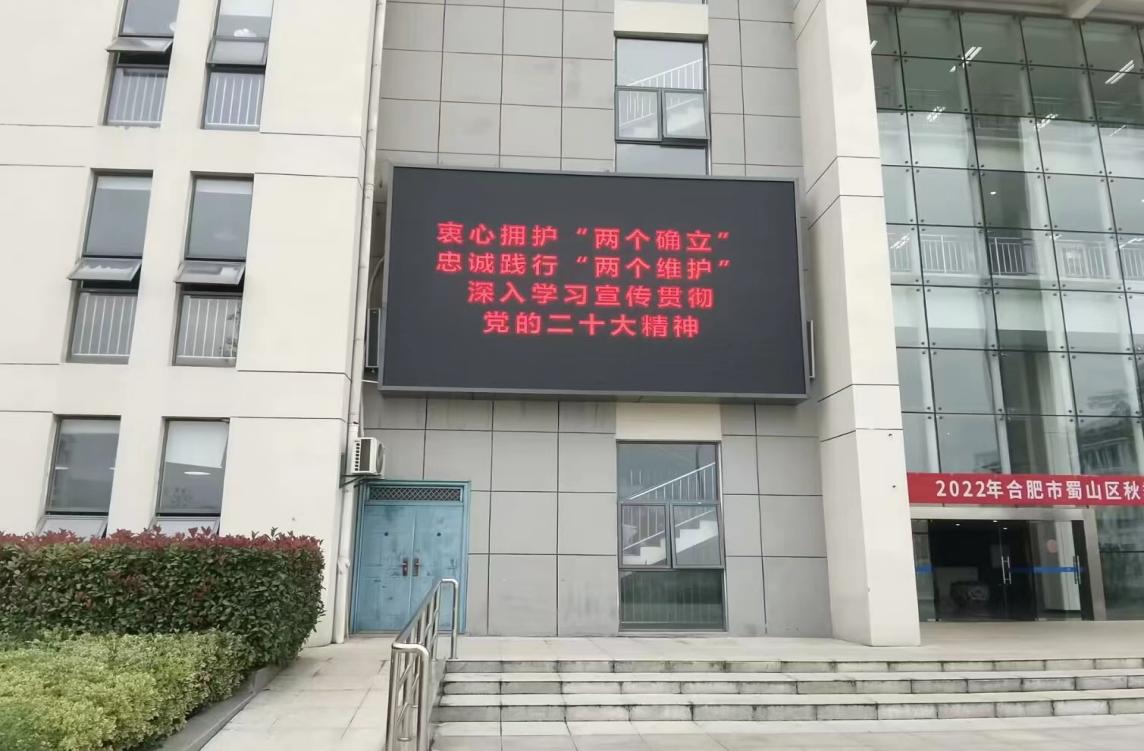 衷心拥护“两个确立”
忠诚践行“两个维护”
深入学习宣传贯彻
党的二十大精神
2022年合肥市蜀山区秋